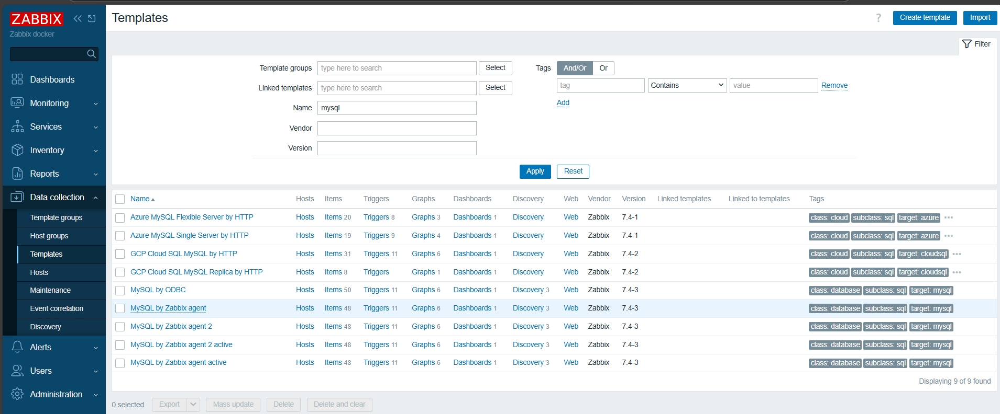 ZABBIX
Zabbix docker
Dashboards
Monitoring
Services
Inventory
Reports
Data collection
Template groups
Host groups
Templates
Hosts
Maintenance
Event correlation
Discovery
Alerts
Users
Administration
Templates
? Create template Import
Filter
Template groups type here to search Select
Linked templates type here to search Select
Name mysql
Vendor
Version
Tags And/Or Or
tag Contains value Remove
Add
Apply Reset
Name Hosts Items Triggers Graphs Dashboards Discovery Web Vendor Version Linked templates Linked to templates Tags
Azure MySQL Flexible Server by HTTP Hosts Items 20 Triggers 8 Graphs 3 Dashboards 1 Discovery Web Zabbix 7.4-1 class: cloud subclass: sql target: azure
Azure MySQL Single Server by HTTP Hosts Items 19 Triggers 9 Graphs 4 Dashboards 1 Discovery Web Zabbix 7.4-1 class: cloud subclass: sql target: azure
GCP Cloud SQL MySQL by HTTP Hosts Items 31 Triggers 11 Graphs 6 Dashboards 1 Discovery Web Zabbix 7.4-2 class: cloud subclass: sql target: cloudsql
GCP Cloud SQL MySQL Replica by HTTP Hosts Items 8 Triggers Graphs 1 Dashboards 1 Discovery Web Zabbix 7.4-2 class: cloud subclass: sql target: cloudsql
MySQL by ODBC Hosts Items 50 Triggers 11 Graphs 6 Dashboards 1 Discovery 3 Web Zabbix 7.4-3 class: database subclass: sql target: mysql
MySQL by Zabbix agent Hosts Items 48 Triggers 11 Graphs 6 Dashboards 1 Discovery 3 Web Zabbix 7.4-3 class: database subclass: sql target: mysql
MySQL by Zabbix agent 2 Hosts Items 48 Triggers 11 Graphs 6 Dashboards 1 Discovery 3 Web Zabbix 7.4-3 class: database subclass: sql target: mysql
MySQL by Zabbix agent 2 active Hosts Items 48 Triggers 11 Graphs 6 Dashboards 1 Discovery 3 Web Zabbix 7.4-3 class: database subclass: sql target: mysql
MySQL by Zabbix agent active Hosts Items 48 Triggers 11 Graphs 6 Dashboards 1 Discovery 3 Web Zabbix 7.4-3 class: database subclass: sql target: mysql
Displaying 9 of 9 found
0 selected Export Mass update Delete Delete and clear